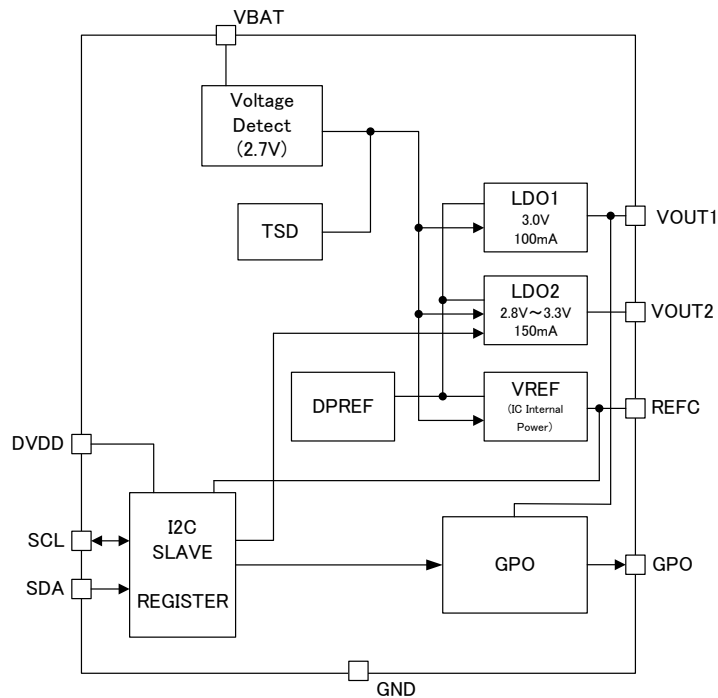 VBAT
Voltage
Detect
(2.7V)
TSD
LDO1
3.0V
100mA
VOUT1
LDO2
2.8V～3.3V
150mA
VOUT2
DPREF
VREF
(IC Internal
Power)
REFC
DVDD
SCL
SDA
I2C
SLAVE
REGISTER
GPO
GPO
GND